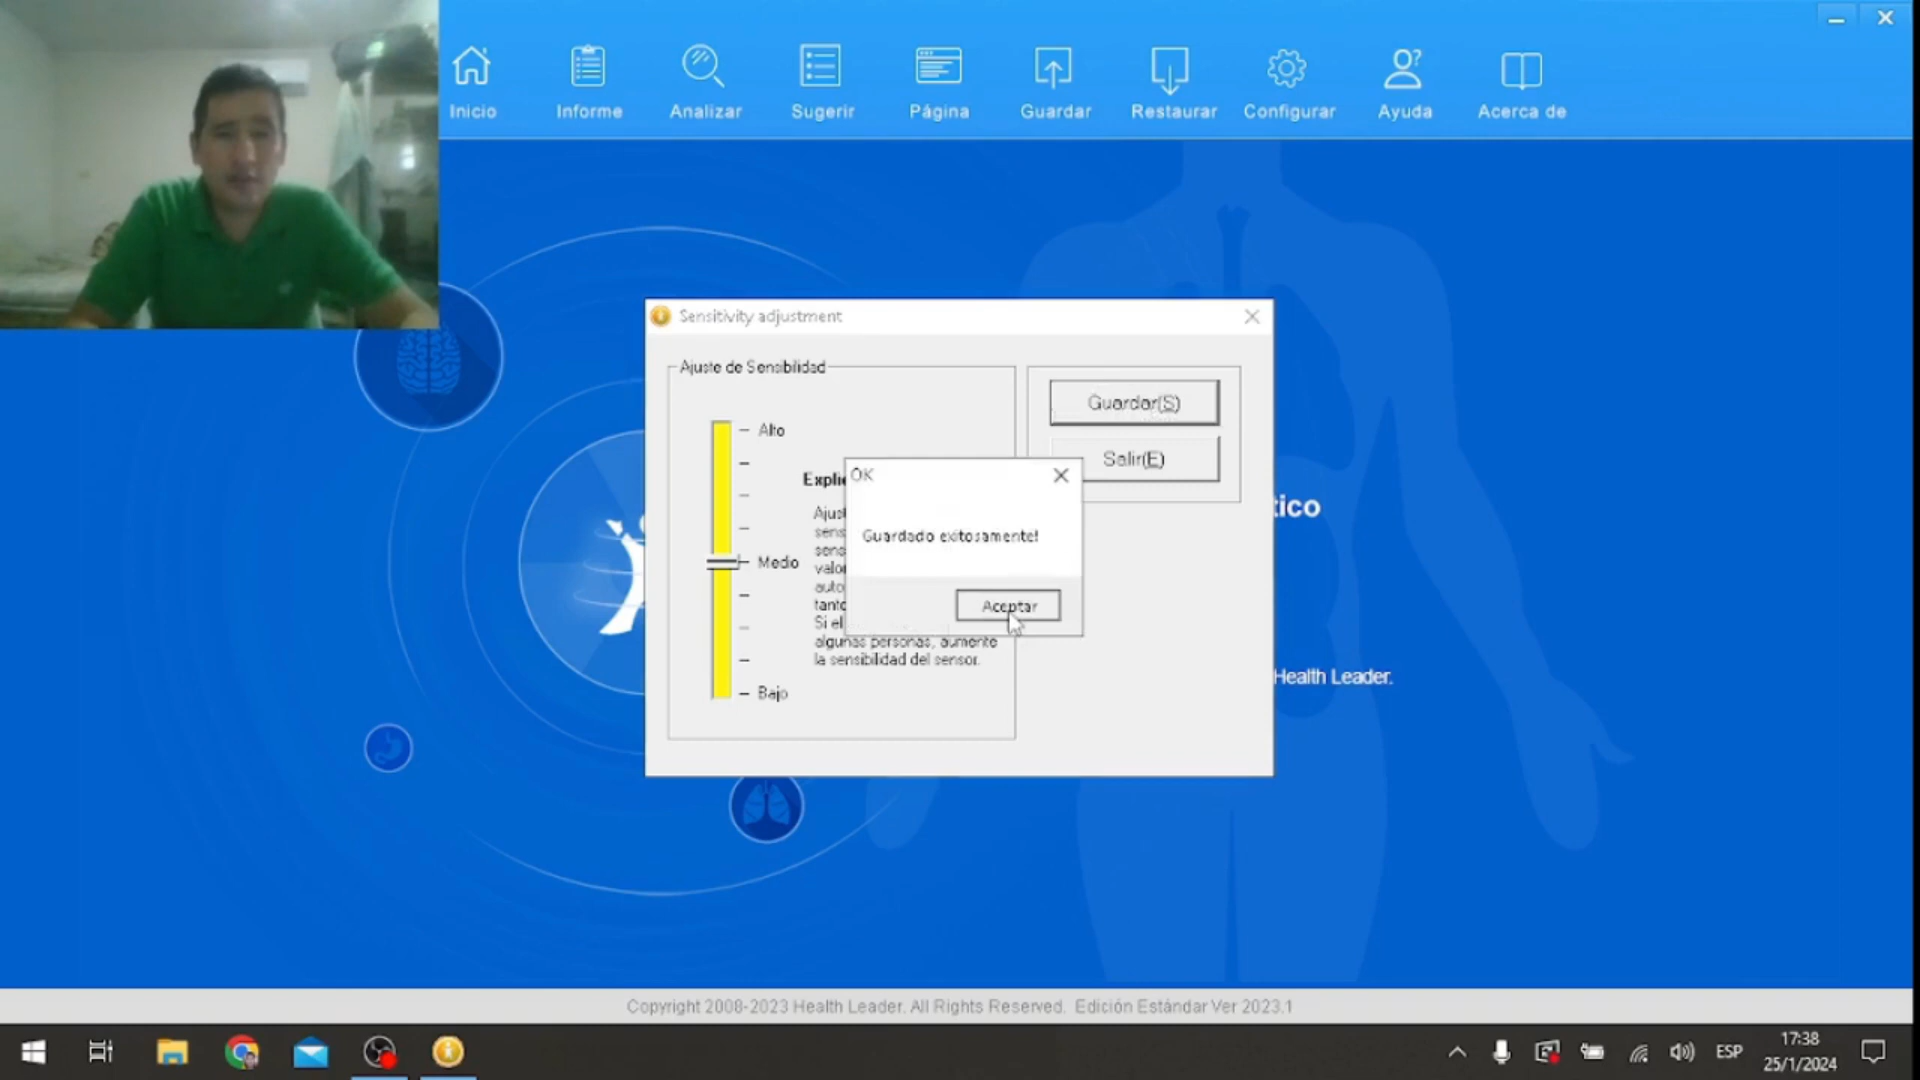 Inicio
Informe
Analizar
Sugerir
Página
Guardar
Restaurar
Configurar
Ayuda
Acerca de
Sensitivity adjustment
Ajuste de Sensibilidad
Guardar(S)
Salir(E)
Alto
Medio
Bajo
OK
Guardado exitosamente!
Aceptar
algunas personas, aumente
la sensibilidad del sensor.
Si el
tico
Health Leader.
Copyright 2008-2023 Health Leader. All Rights Reserved. Edición Estándar Ver 2023.1
ESP
17:38
25/1/2024